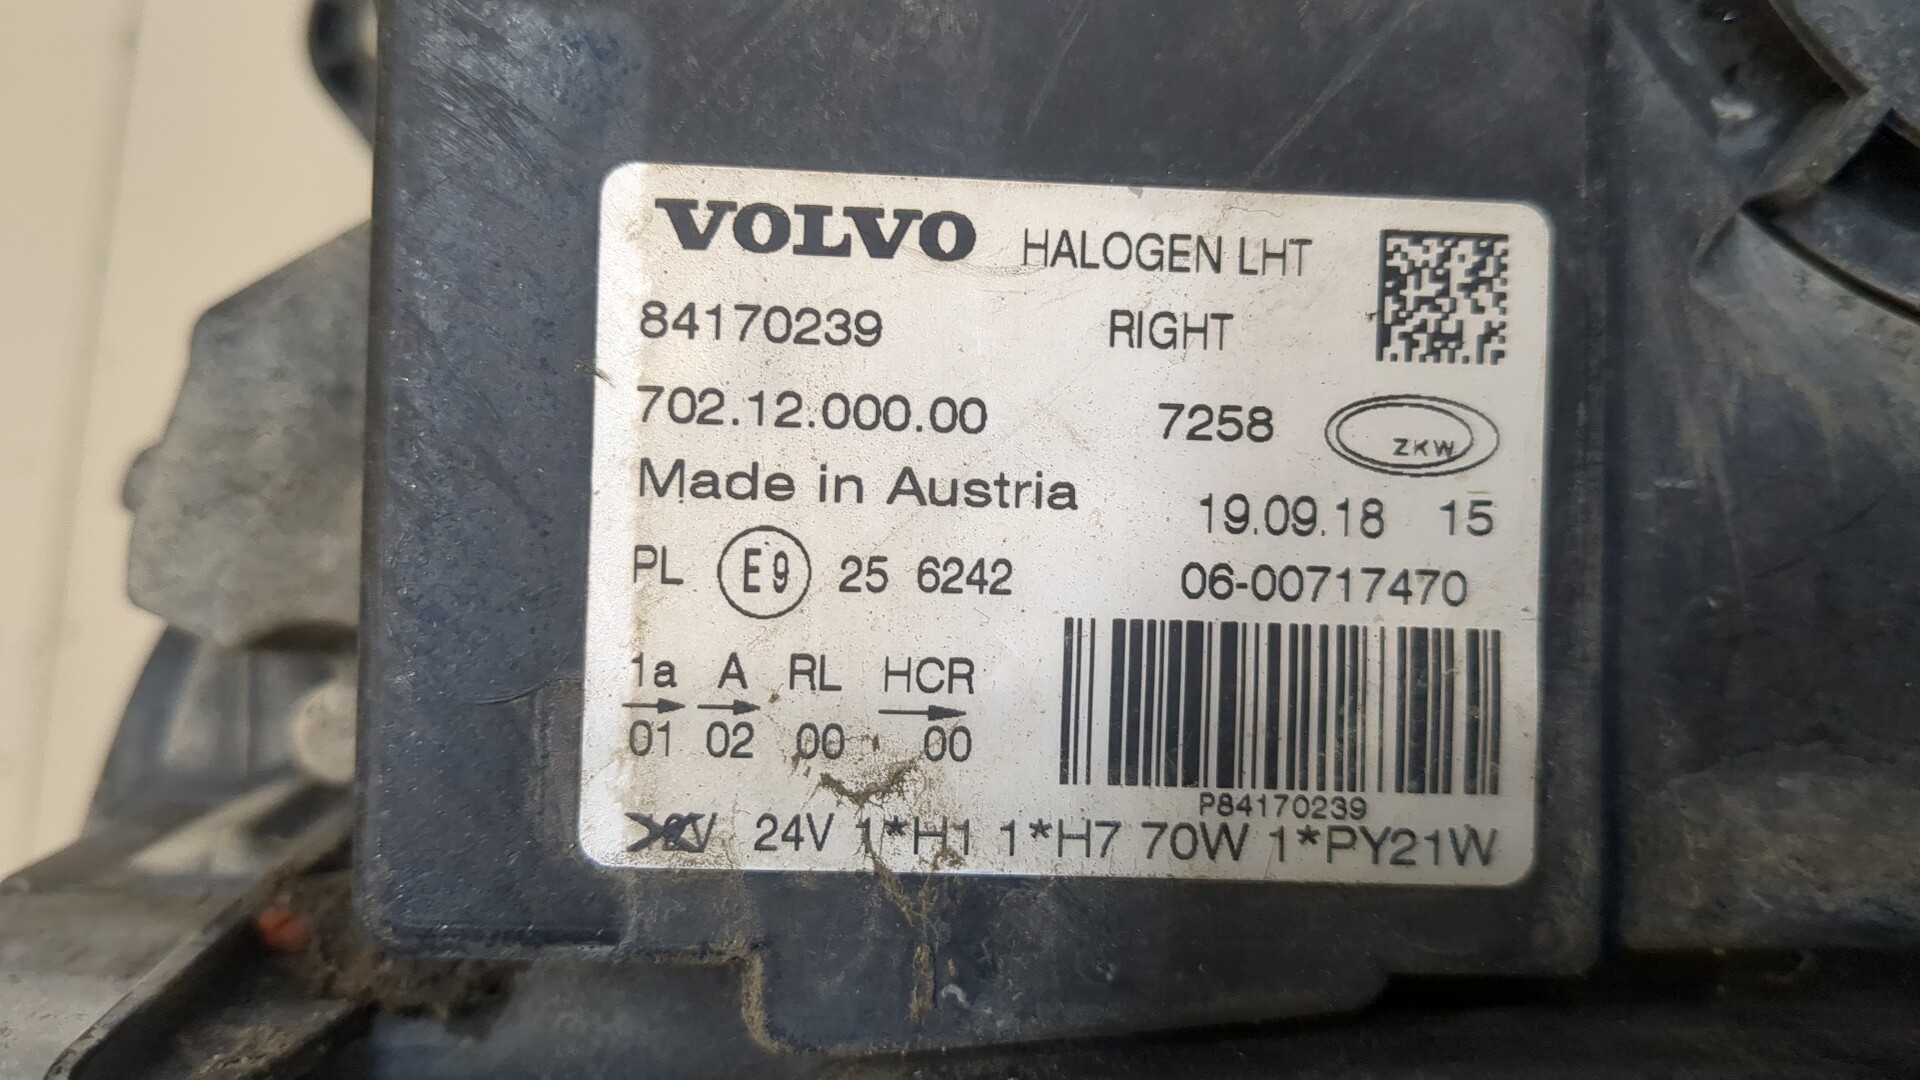 VOLVO HALOGEN LHT
84170239 RIGHT
702.12.000.00 7258 ZKW
Made in Austria 19.09.18 15
PL E9 25 6242 06-00717470
1a A RL HCR
01 02 00 00
P84170239
24V 1*H1 1*H7 70W 1*PY21W